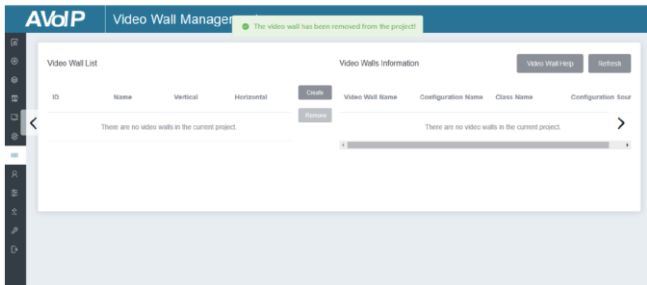 AVoIP
Video Wall Manager
The video wall has been removed from the project!
Video Wall List
Video Walls Information
Video Wall Help
Refresh
ID Name Vertical Horizontal
Create
Remove
Video Wall Name Configuration Name Class Name Configuration Sour
There are no video walls in the current project.
There are no video walls in the current project.